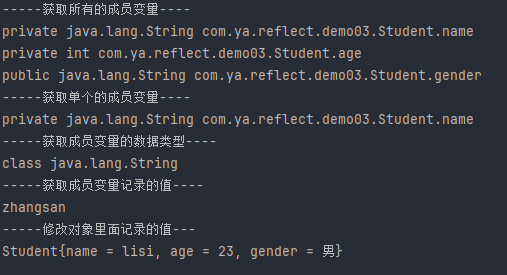 -----获取所有的成员变量----
private java.lang.String com.ya.reflect.demo03.Student.name
private int com.ya.reflect.demo03.Student.age
public java.lang.String com.ya.reflect.demo03.Student.gender
-----获取单个的成员变量----
private java.lang.String com.ya.reflect.demo03.Student.name
-----获取成员变量的数据类型----
class java.lang.String
-----获取成员变量记录的值----
zhangsan
-----修改对象里面记录的值---
Student{name = lisi, age = 23, gender = 男}